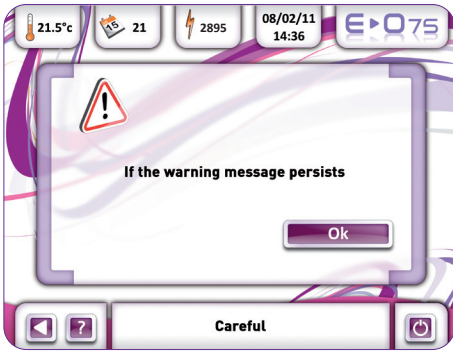 21.5°c
21
2895
08/02/11
14:36
E▸O75
15
If the warning message persists
Ok
?
Careful